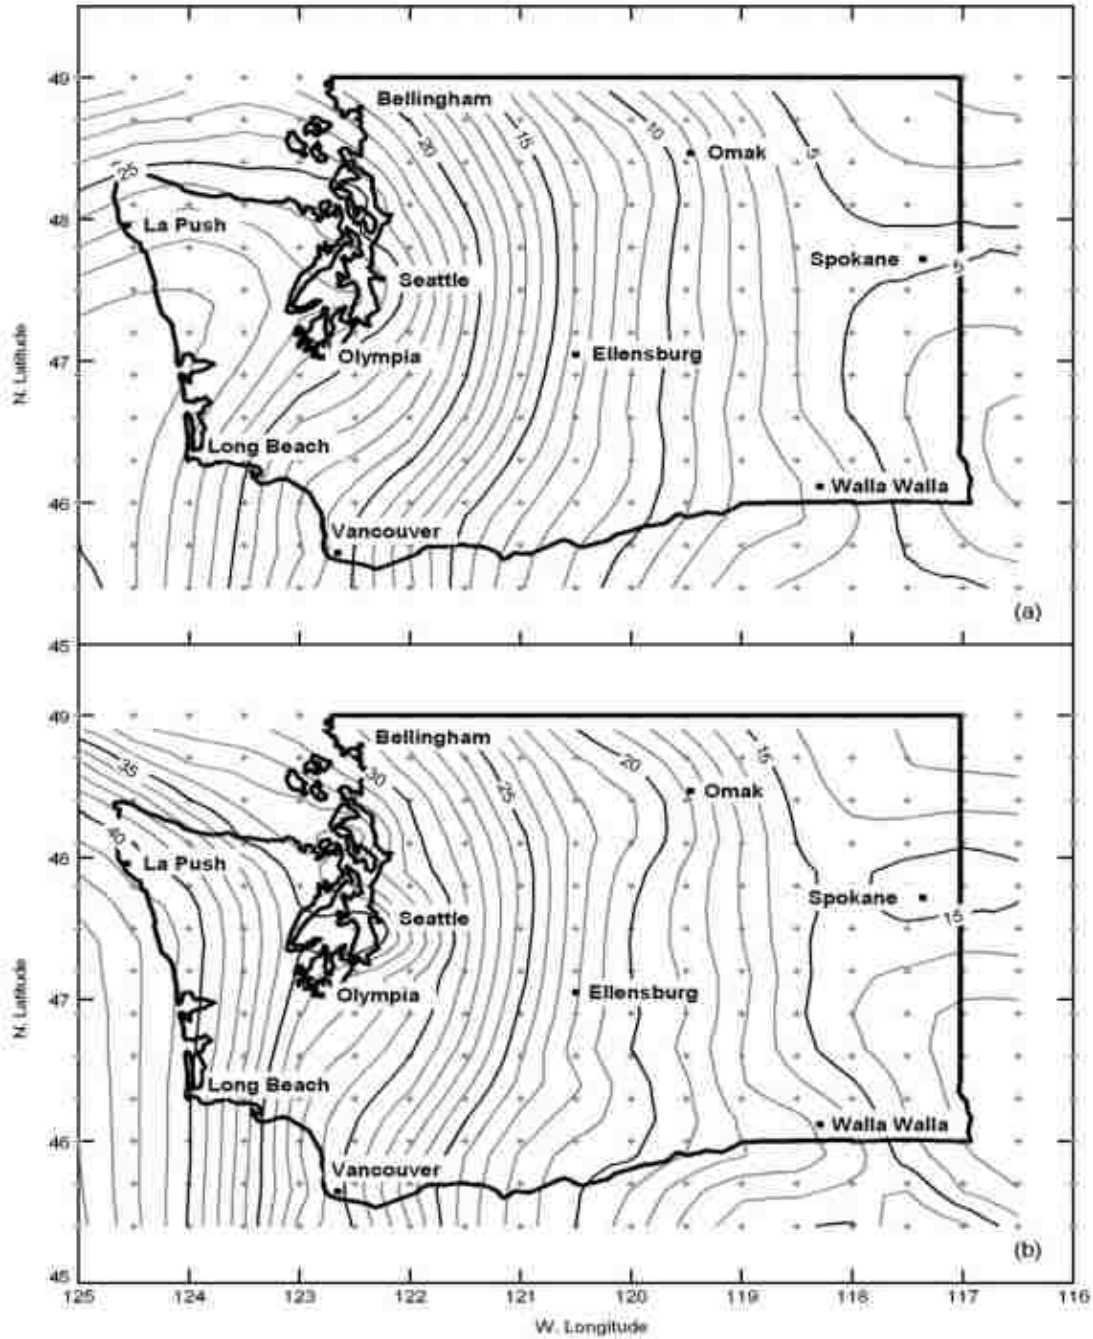 49
Bellingham
20
15
10
Omak
5
25
48
La Push
Spokane
5
Seattle
N. Latitude
47
Olympia
Ellensburg
Long Beach
46
Walla Walla
Vancouver
(a)
45
49
Bellingham
35
30
25
20
15
Omak
40
48
La Push
Spokane
15
Seattle
N. Latitude
47
Olympia
Ellensburg
Long Beach
46
Walla Walla
Vancouver
(b)
45
125 124 123 122 121 120 119 118 117 116
W. Longitude